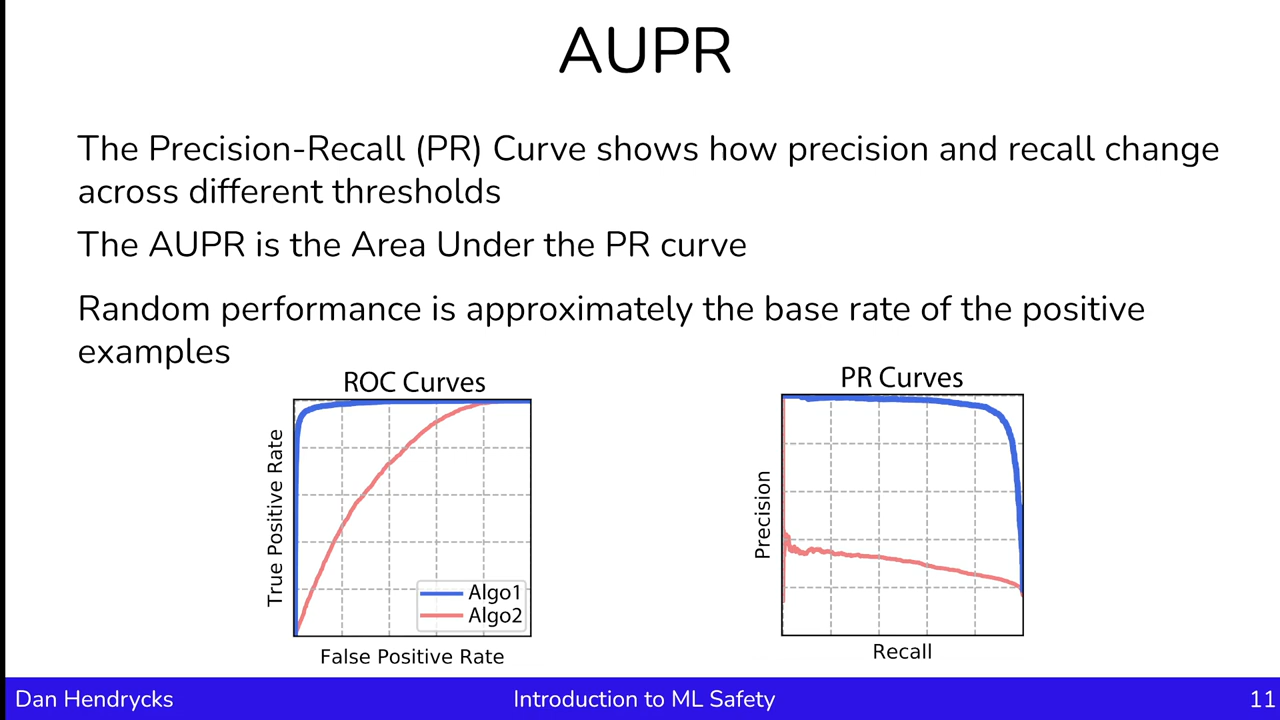 AUPR
The Precision-Recall (PR) Curve shows how precision and recall change
across different thresholds
The AUPR is the Area Under the PR curve
Random performance is approximately the base rate of the positive
examples
ROC Curves
True Positive Rate
Algo1
Algo2
False Positive Rate
PR Curves
Precision
Recall
Dan Hendrycks
Introduction to ML Safety
11